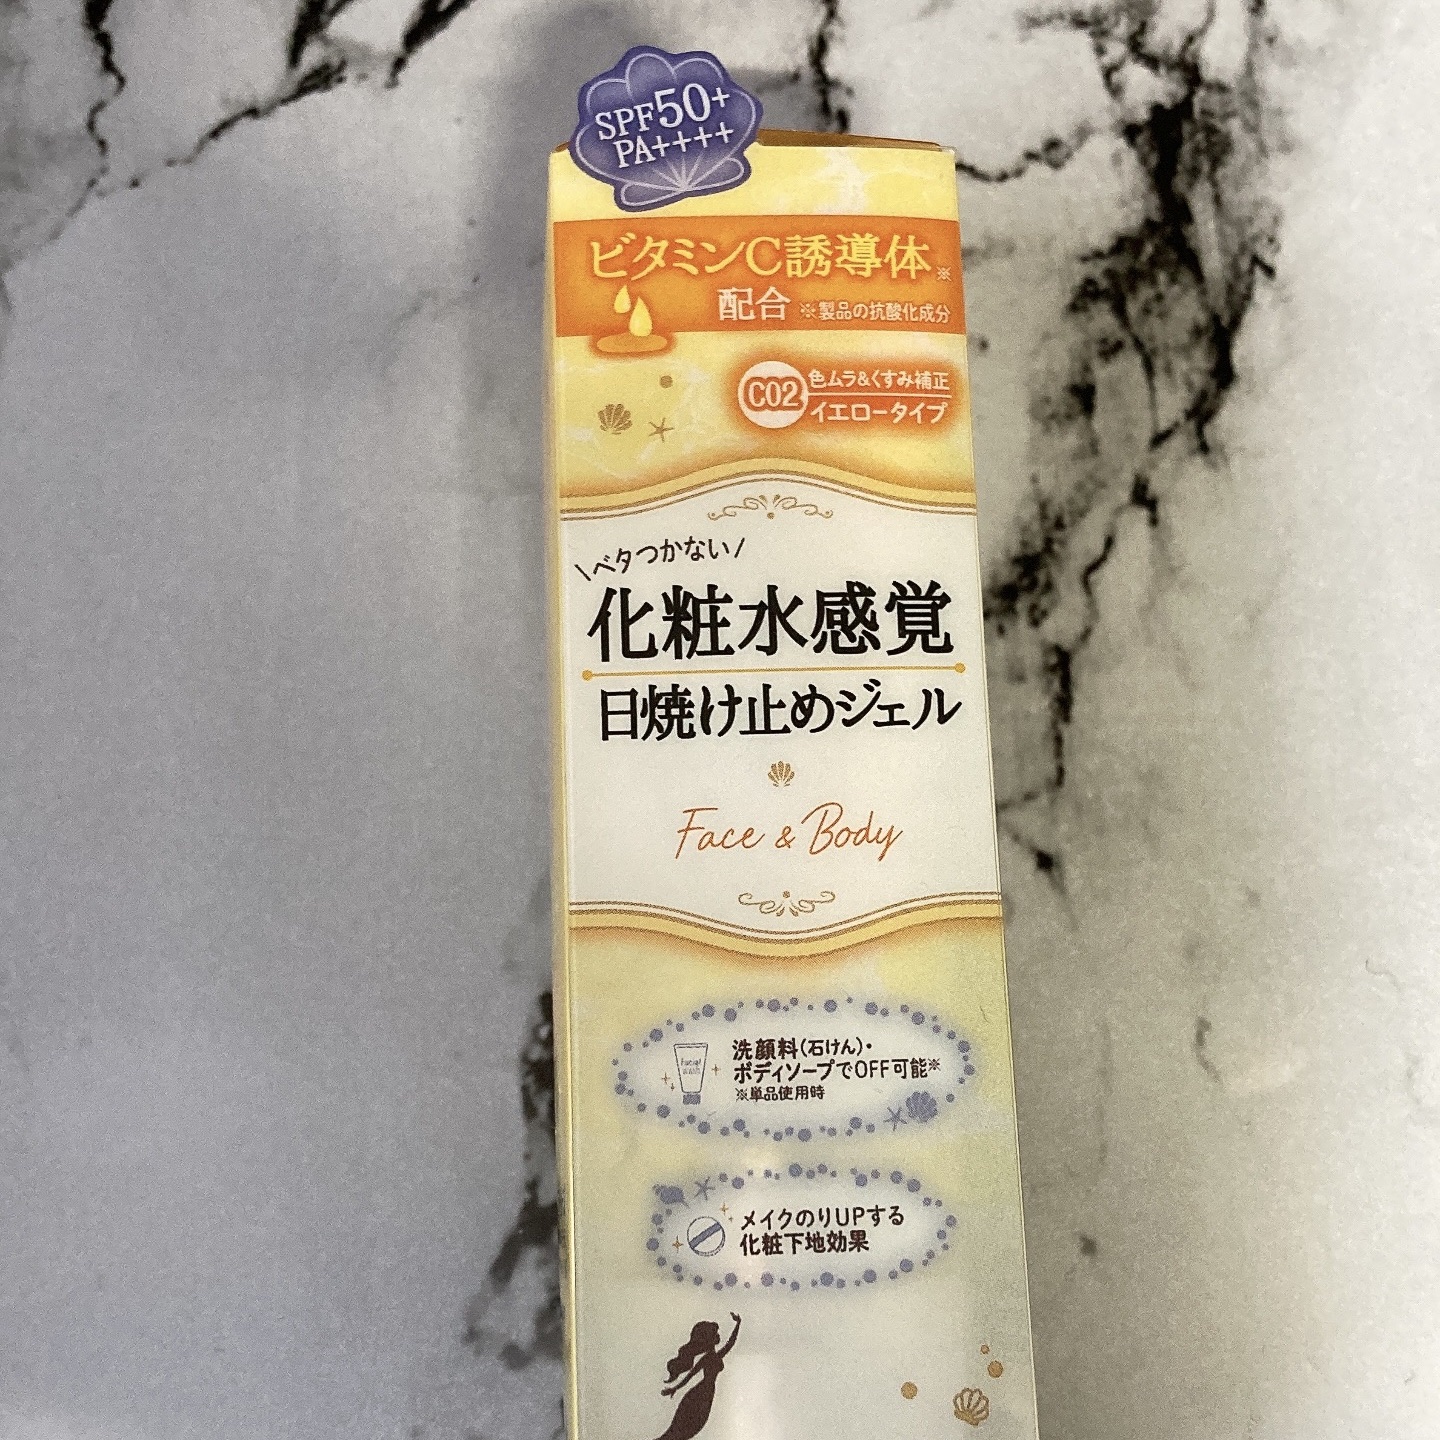 SPF50+
PA++++
ビタミンC誘導体※
配合 ※製品の抗酸化成分
C02 色ムラ&くすみ補正
イエロータイプ
\ベタつかない/
化粧水感覚
日焼け止めジェル
Face & Body
Facial
wash
洗顔料(石けん)・
ボディソープでOFF可能※
※単品使用時
メイクのりUPする
化粧下地効果